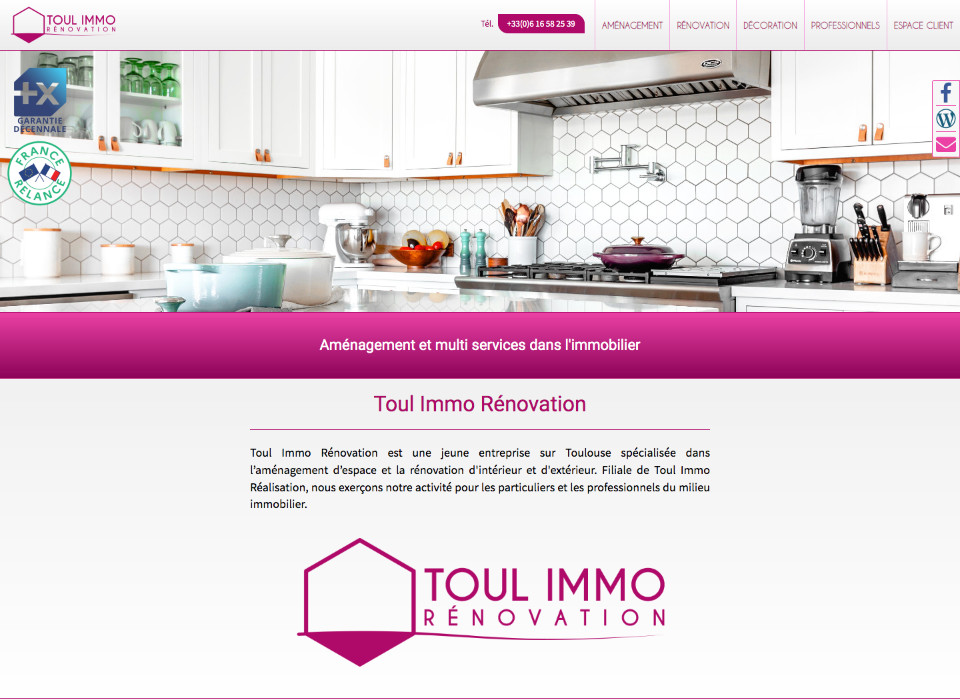 TOUL IMMO
RÉNOVATION
Tél. +33(0)6 16 58 25 39
AMÉNAGEMENT
RÉNOVATION
DÉCORATION
PROFESSIONNELS
ESPACE CLIENT
+X
GARANTIE
DÉCENNALE
FRANCE
RELANCE
Aménagement et multi services dans l'immobilier
Toul Immo Rénovation
Toul Immo Rénovation est une jeune entreprise sur Toulouse spécialisée dans
l'aménagement d'espace et la rénovation d'intérieur et d'extérieur. Filiale de Toul Immo
Réalisation, nous exerçons notre activité pour les particuliers et les professionnels du milieu
immobilier.
TOUL IMMO
RÉNOVATION